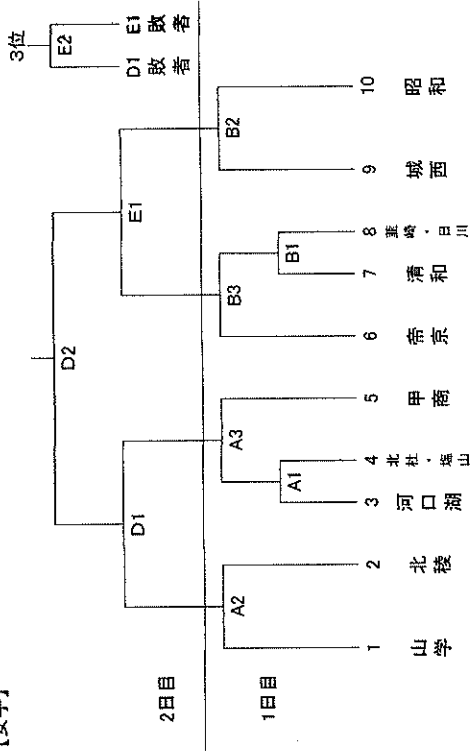 【女子】
3位
E2
D1 敗者
E1 敗者
D2
D1
E1
2日目
1日目
A2
A3
B3
B2
A1
B1
1 山学
2 北稜
3 河口湖
4 北杜・塩山
5 甲商
6 帝京
7 清和
8 韮崎・白川
9 城西
10 昭和